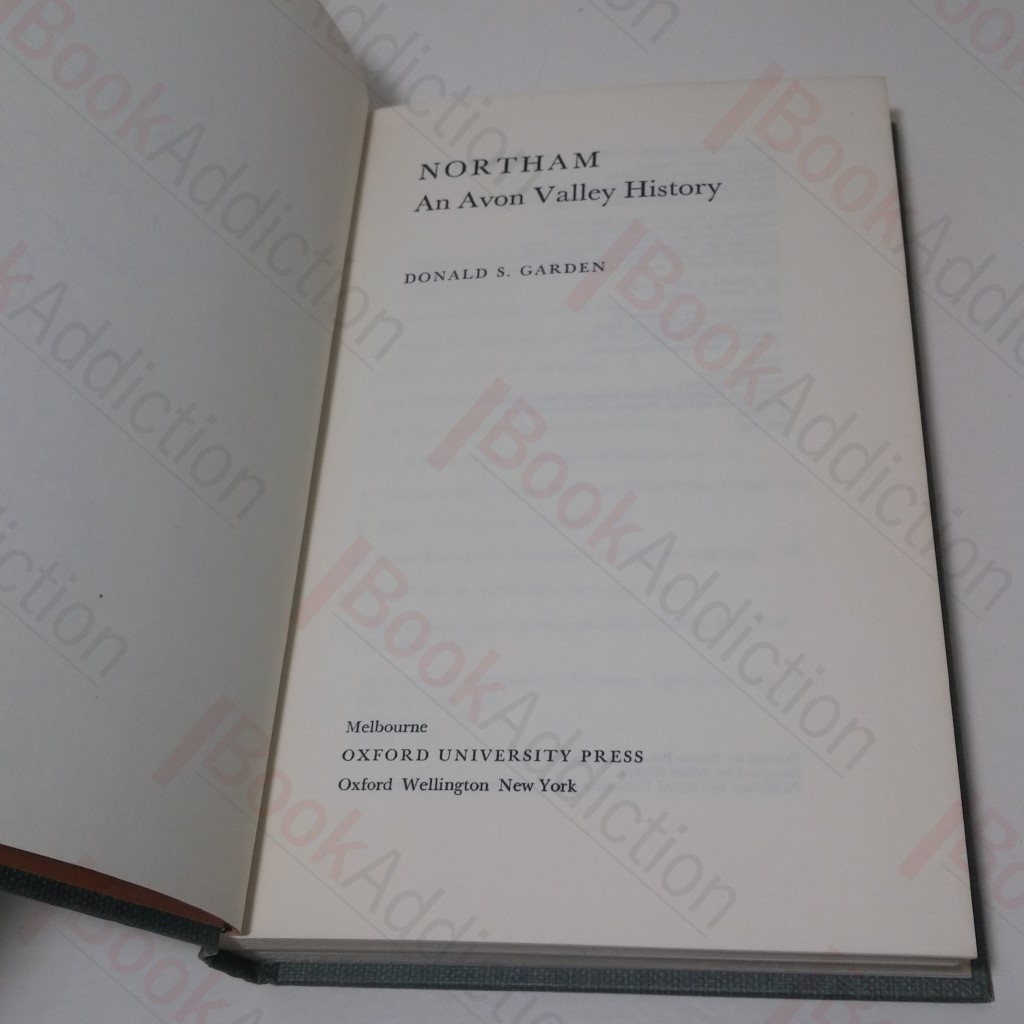 NORTHAM
An Avon Valley History
DONALD S. GARDEN
Melbourne
OXFORD UNIVERSITY PRESS
Oxford Wellington New York
BookAddiction